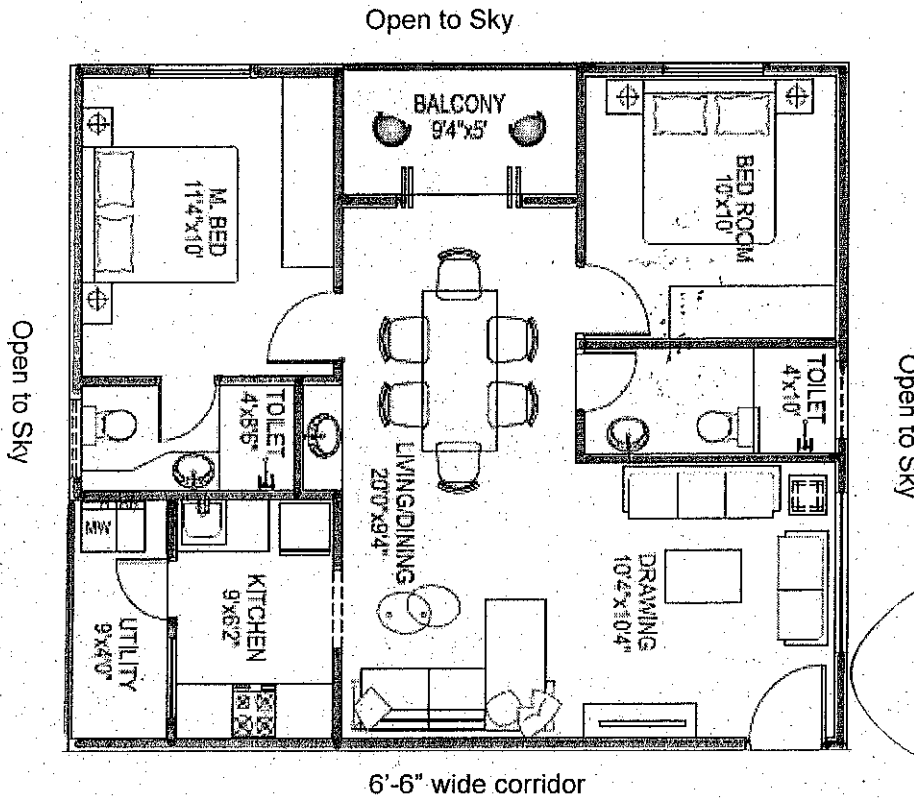 Open to Sky
BALCONY
9'4"x5'
M. BED
11'4"x10'
BED ROOM
10'x10'
Open to Sky
Open to Sky
TOILET
4'x8'6"
TOILET
4'x10'
LIVING/DINING
20'0"x9'4"
DRAWING
10'4"x10'4"
MW
KITCHEN
9'x6'2"
UTILITY
9'x4'0"
6'-6" wide corridor